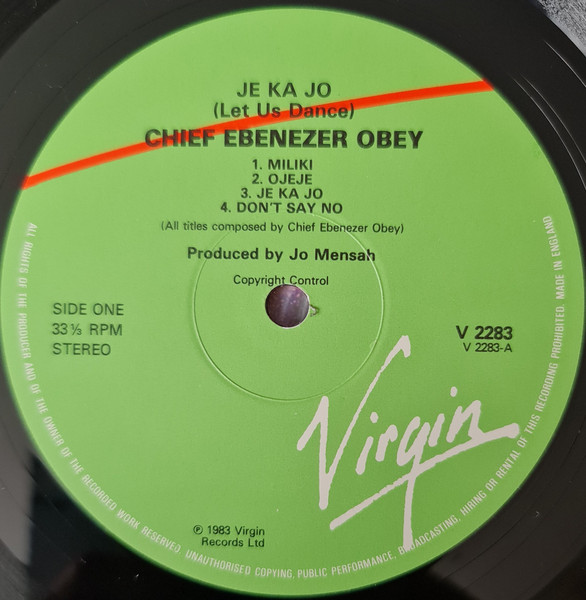 JE KA JO
(Let Us Dance)
CHIEF EBENEZER OBEY
1. MILIKI
2. OJEJE
3. JE KA JO
4. DON'T SAY NO
(All titles composed by Chief Ebenezer Obey)
Produced by Jo Mensah
Copyright Control
SIDE ONE
33⅓ RPM
STEREO
V 2283
V 2283-A
Virgin
℗ 1983 Virgin
Records Ltd
ALL RIGHTS OF THE PRODUCER AND OF THE OWNER OF THE RECORDED WORK RESERVED. UNAUTHORISED COPYING, PUBLIC PERFORMANCE, BROADCASTING, HIRING OR RENTAL OF THIS RECORDING PROHIBITED. MADE IN ENGLAND